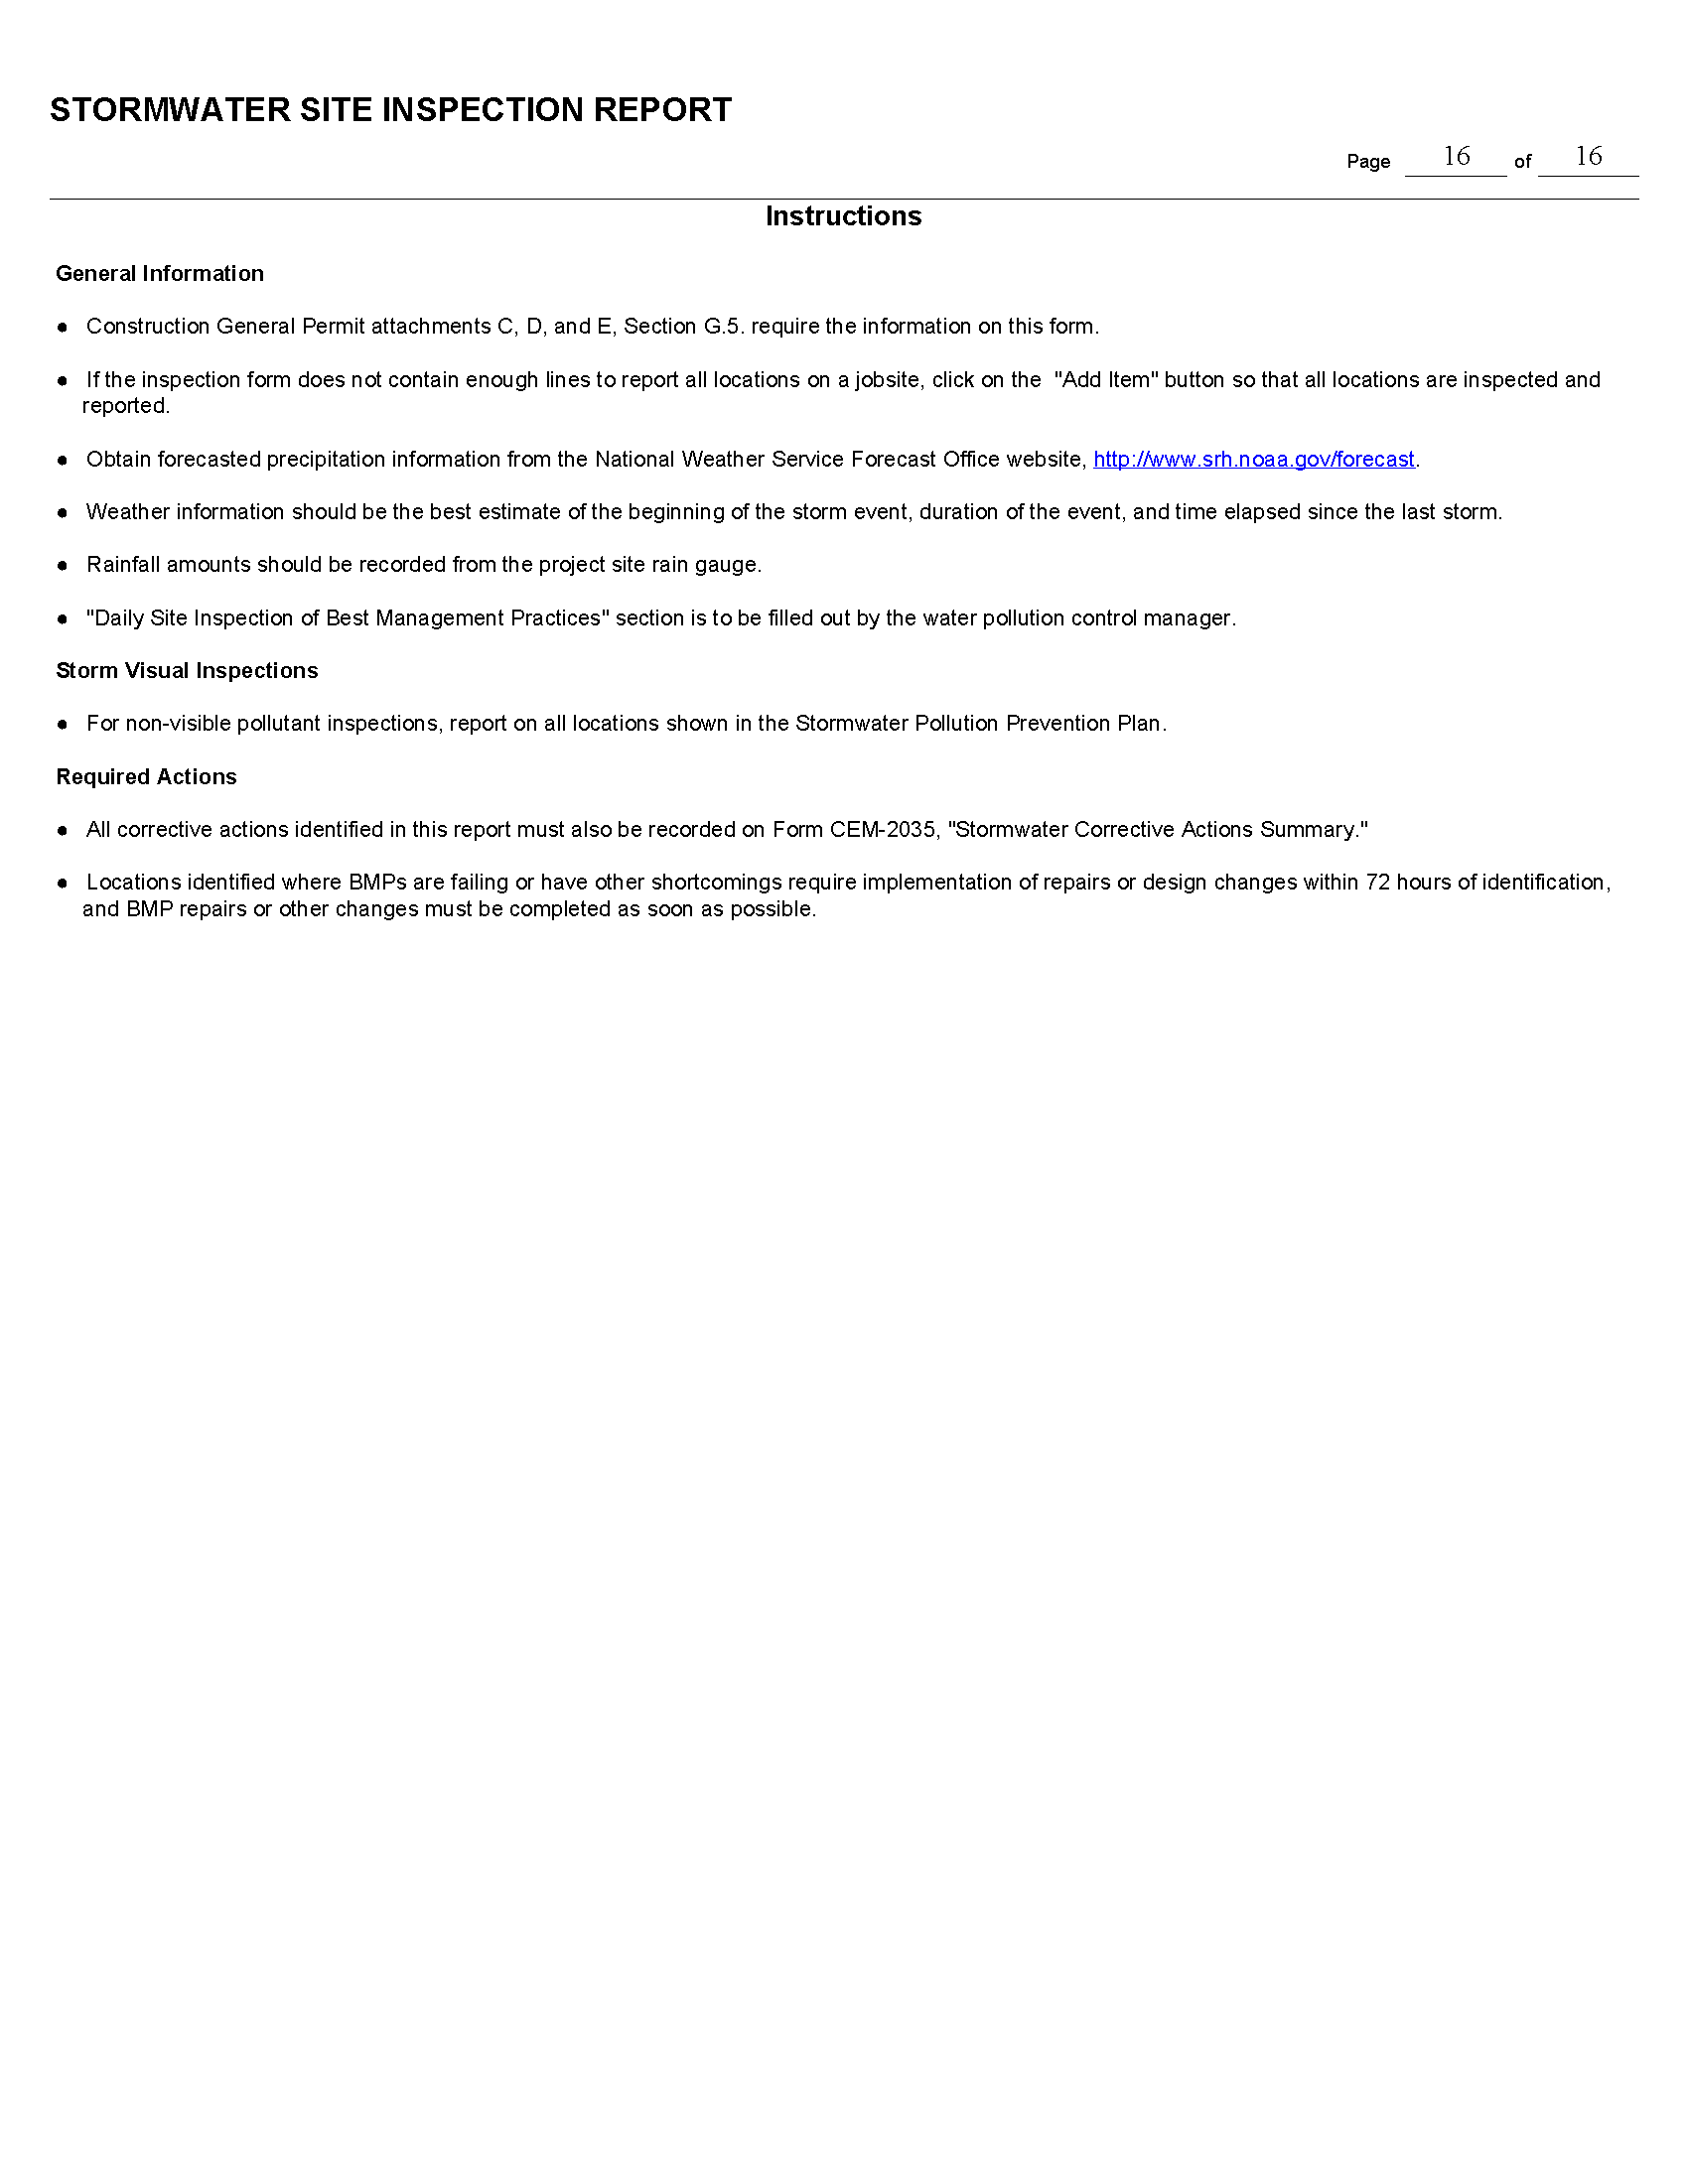 STORMWATER SITE INSPECTION REPORT
Page 16 of 16
Instructions
General Information
● Construction General Permit attachments C, D, and E, Section G.5. require the information on this form.
● If the inspection form does not contain enough lines to report all locations on a jobsite, click on the "Add Item" button so that all locations are inspected and
reported.
● Obtain forecasted precipitation information from the National Weather Service Forecast Office website, http://www.srh.noaa.gov/forecast.
● Weather information should be the best estimate of the beginning of the storm event, duration of the event, and time elapsed since the last storm.
● Rainfall amounts should be recorded from the project site rain gauge.
● "Daily Site Inspection of Best Management Practices" section is to be filled out by the water pollution control manager.
Storm Visual Inspections
● For non-visible pollutant inspections, report on all locations shown in the Stormwater Pollution Prevention Plan.
Required Actions
● All corrective actions identified in this report must also be recorded on Form CEM-2035, "Stormwater Corrective Actions Summary."
● Locations identified where BMPs are failing or have other shortcomings require implementation of repairs or design changes within 72 hours of identification,
and BMP repairs or other changes must be completed as soon as possible.